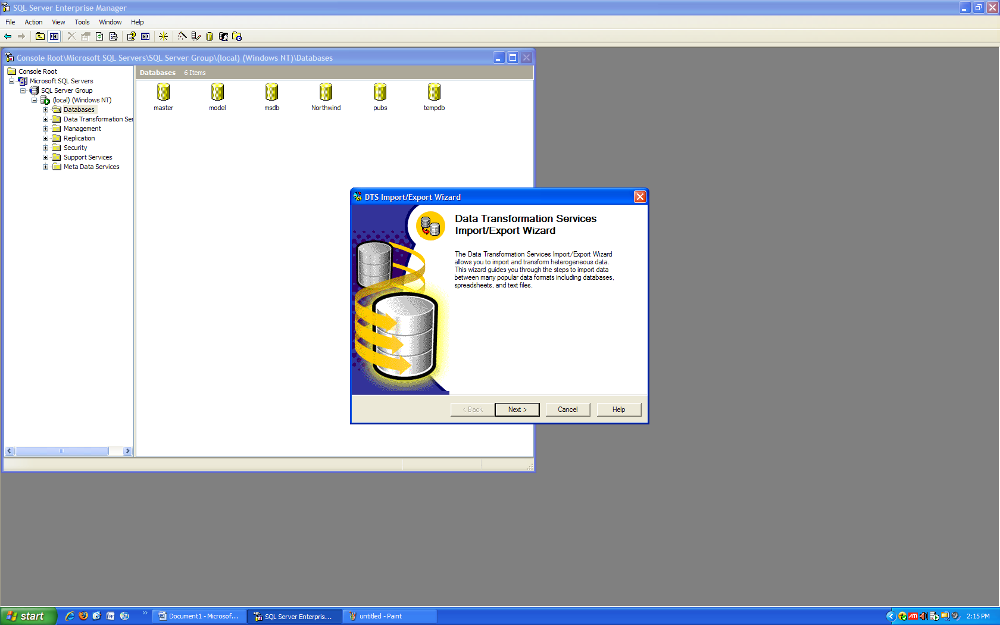 SQL Server Enterprise Manager
File Action View Tools Window Help
Console Root\Microsoft SQL Servers\SQL Server Group\(local) (Windows NT)\Databases
Console Root
Microsoft SQL Servers
SQL Server Group
(local) (Windows NT)
Databases
Data Transformation Ser
Management
Replication
Security
Support Services
Meta Data Services
Databases 6 Items
master model msdb Northwind pubs tempdb
DTS Import/Export Wizard
Data Transformation Services
Import/Export Wizard
The Data Transformation Services Import/Export Wizard
allows you to import and transform heterogeneous data.
This wizard guides you through the steps to import data
between many popular data formats including databases,
spreadsheets, and text files.
< Back Next > Cancel Help
start Document1 - Microsof... SQL Server Enterpris... untitled - Paint ATI 2:15 PM